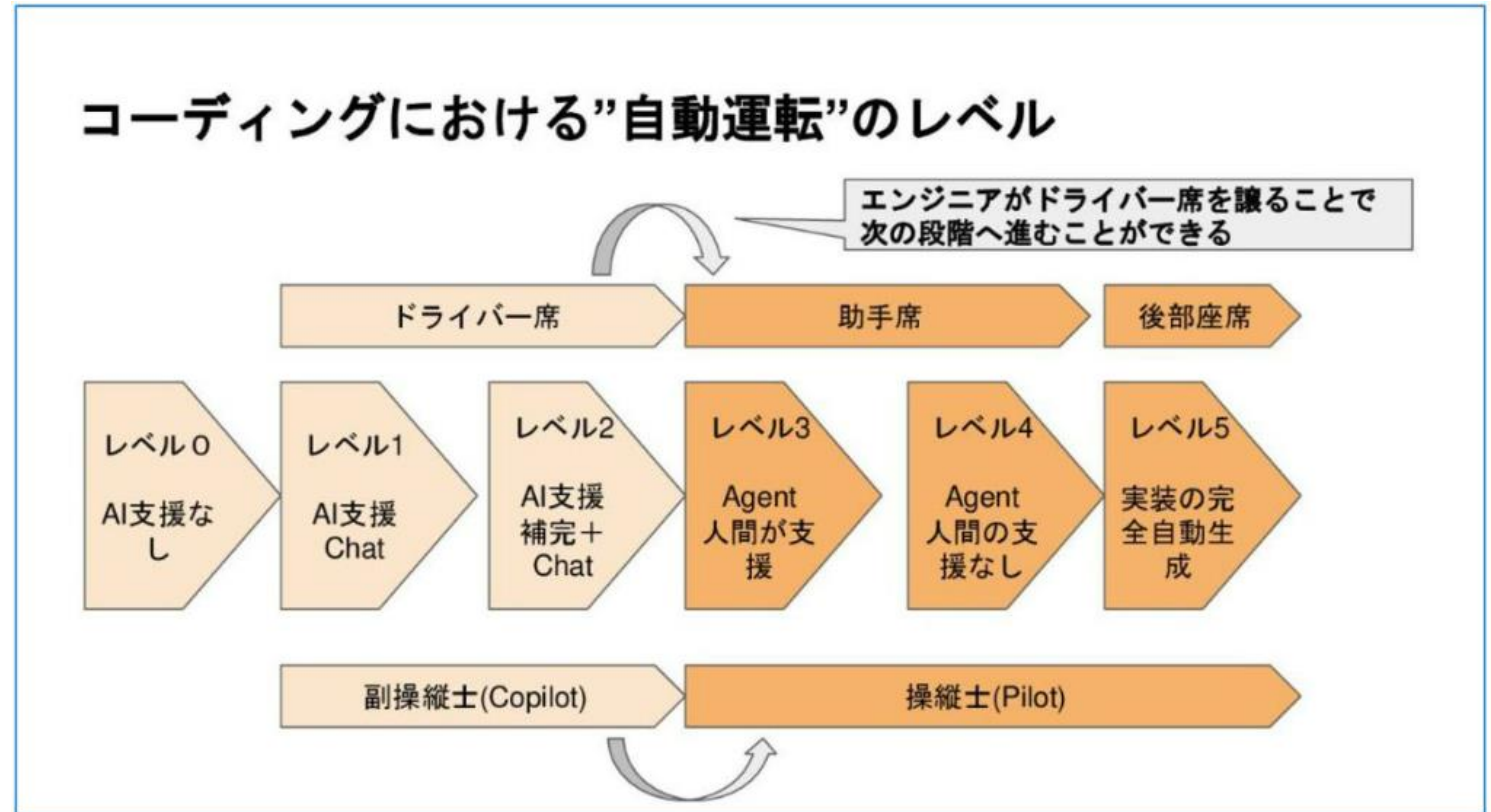 コーディングにおける”自動運転”のレベル
エンジニアがドライバー席を譲ることで
次の段階へ進むことができる
ドライバー席
助手席
後部座席
レベル０
AI支援な
し
レベル1
AI支援
Chat
レベル2
AI支援
補完＋
Chat
レベル3
Agent
人間が支
援
レベル4
Agent
人間の支
援なし
レベル5
実装の完
全自動生
成
副操縦士(Copilot)
操縦士(Pilot)